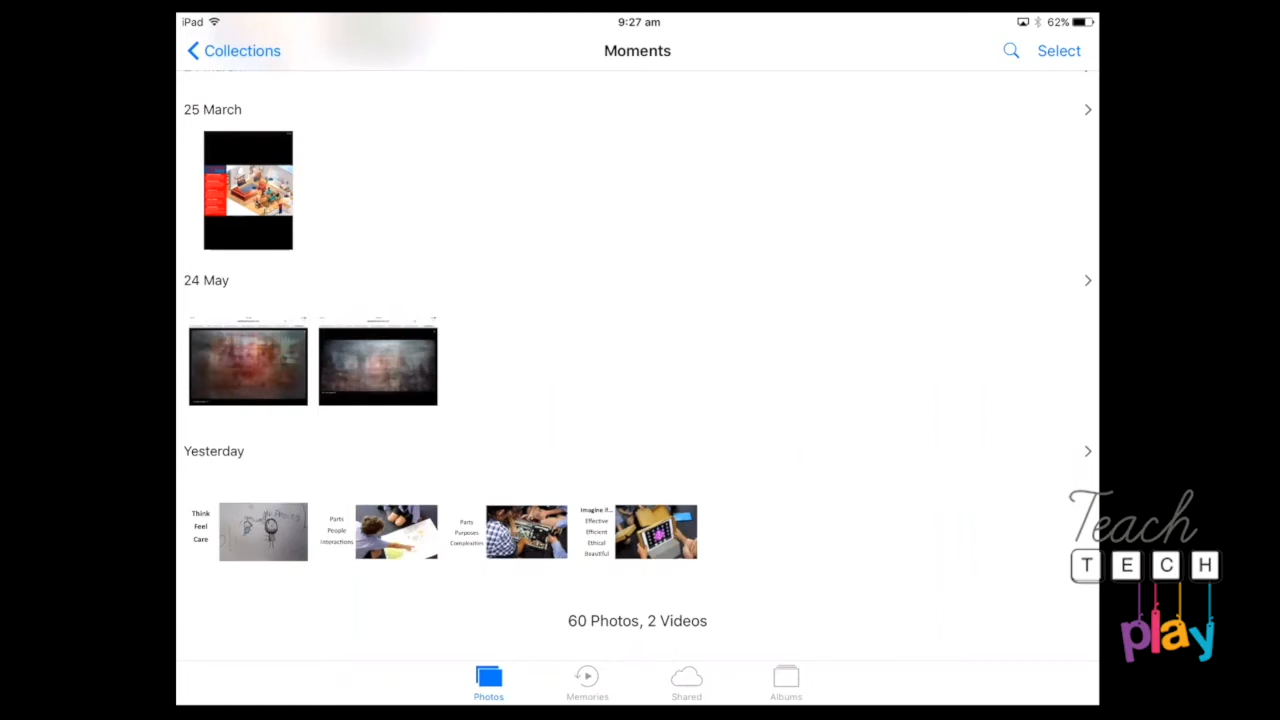 iPad
9:27 am
62%
Collections
Moments
Select
25 March
24 May
Yesterday
Think
Feel
Care
Parts
People
Interactions
Parts
Purposes
Complexities
Imagine if...
Effective
Efficient
Ethical
Beautiful
60 Photos, 2 Videos
Photos
Memories
Shared
Albums
Teach
TECH
play